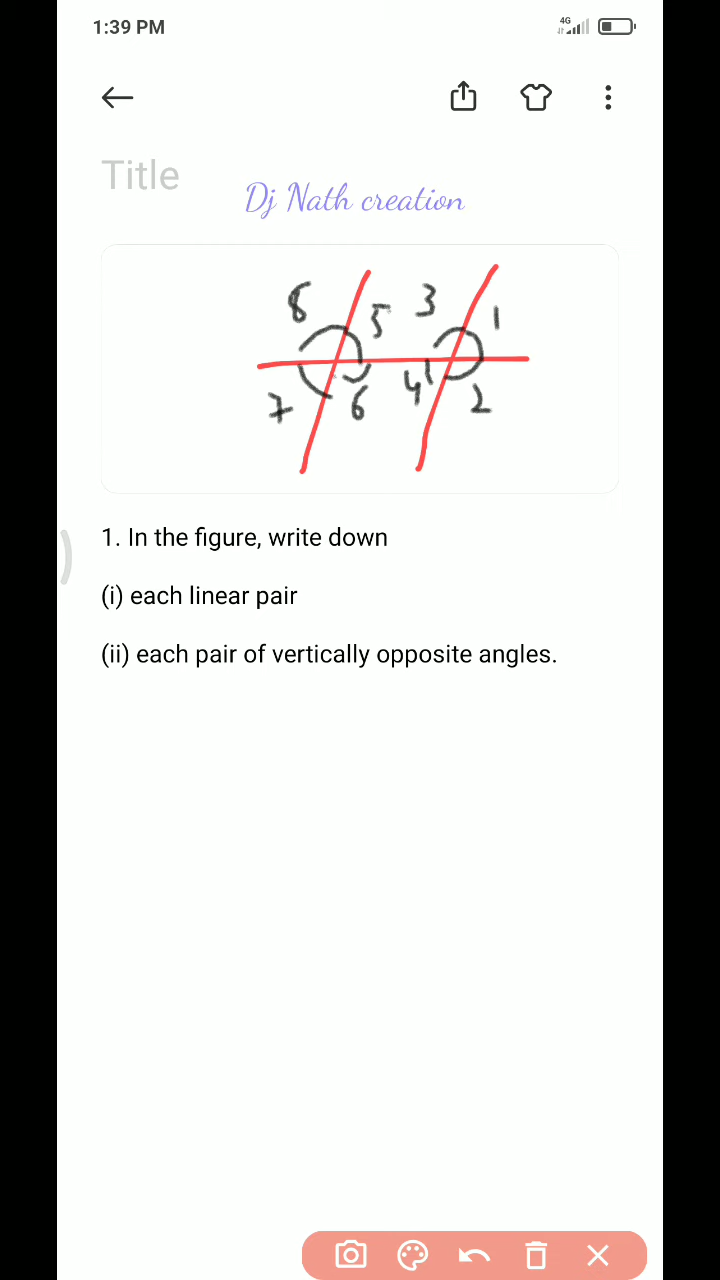 1:39 PM
4G
Title
Dj Nath creation
8 5 3 1
7 6 4 2
1. In the figure, write down
(i) each linear pair
(ii) each pair of vertically opposite angles.